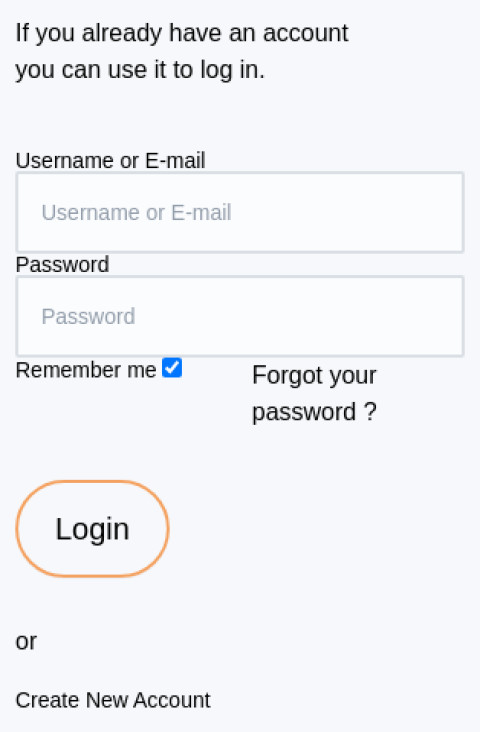 If you already have an account
you can use it to log in.
Username or E-mail
Username or E-mail
Password
Password
Remember me
Forgot your
password ?
Login
or
Create New Account